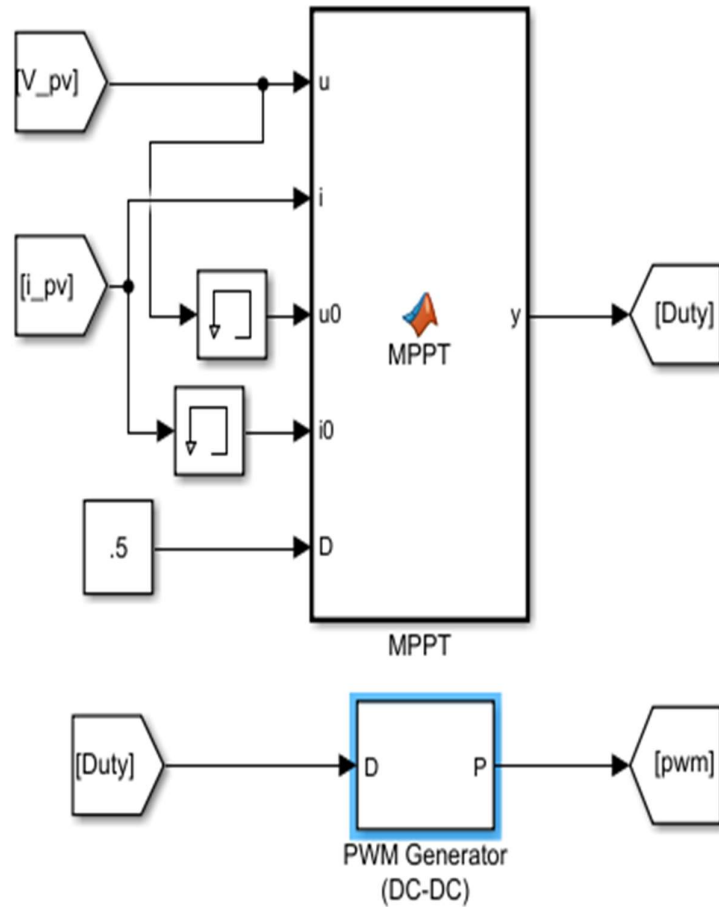 [V_pv]
u
i
[i_pv]
u0
y
[Duty]
MPPT
i0
.5
D
MPPT
[Duty]
D
P
[pwm]
PWM Generator
(DC-DC)